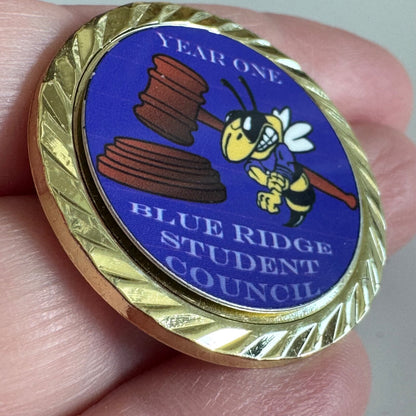 YEAR ONE
BLUE RIDGE
STUDENT
COUNCIL